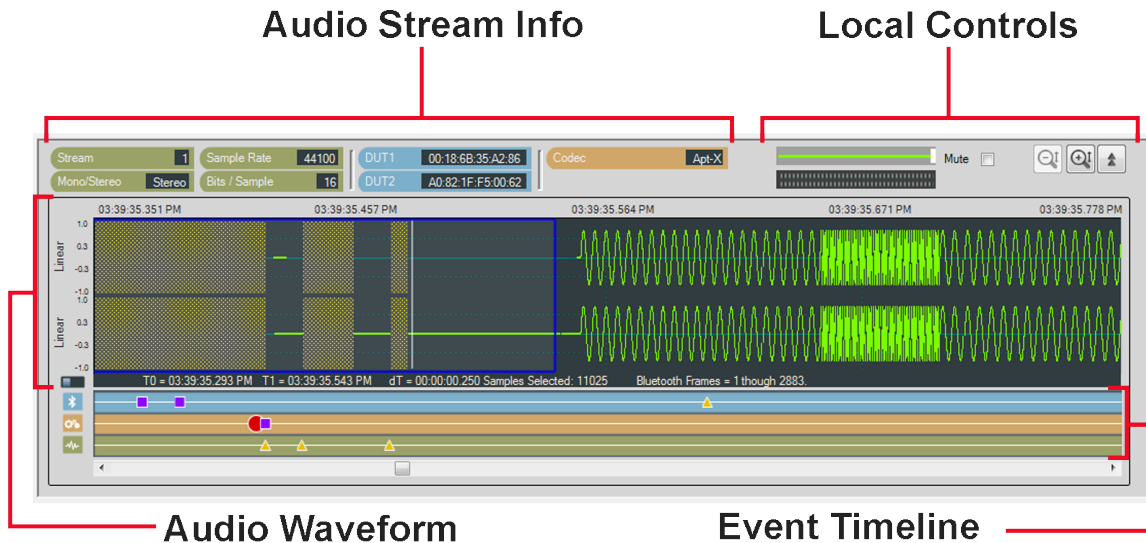 Audio Stream Info
Local Controls
Stream 1 Sample Rate 44100 DUT1 00:18:6B:35:A2:86 Codec Apt-X Mute
Mono/Stereo Stereo Bits / Sample 16 DUT2 A0:82:1F:F5:00:62
03:39:35.351 PM 03:39:35.457 PM 03:39:35.564 PM 03:39:35.671 PM 03:39:35.778 PM
Linear
1.0
0.3
-0.3
-1.0
Linear
1.0
0.3
-0.3
-1.0
T0 = 03:39:35.293 PM T1 = 03:39:35.543 PM dT = 00:00:00.250 Samples Selected: 11025 Bluetooth Frames = 1 though 2883.
Audio Waveform
Event Timeline